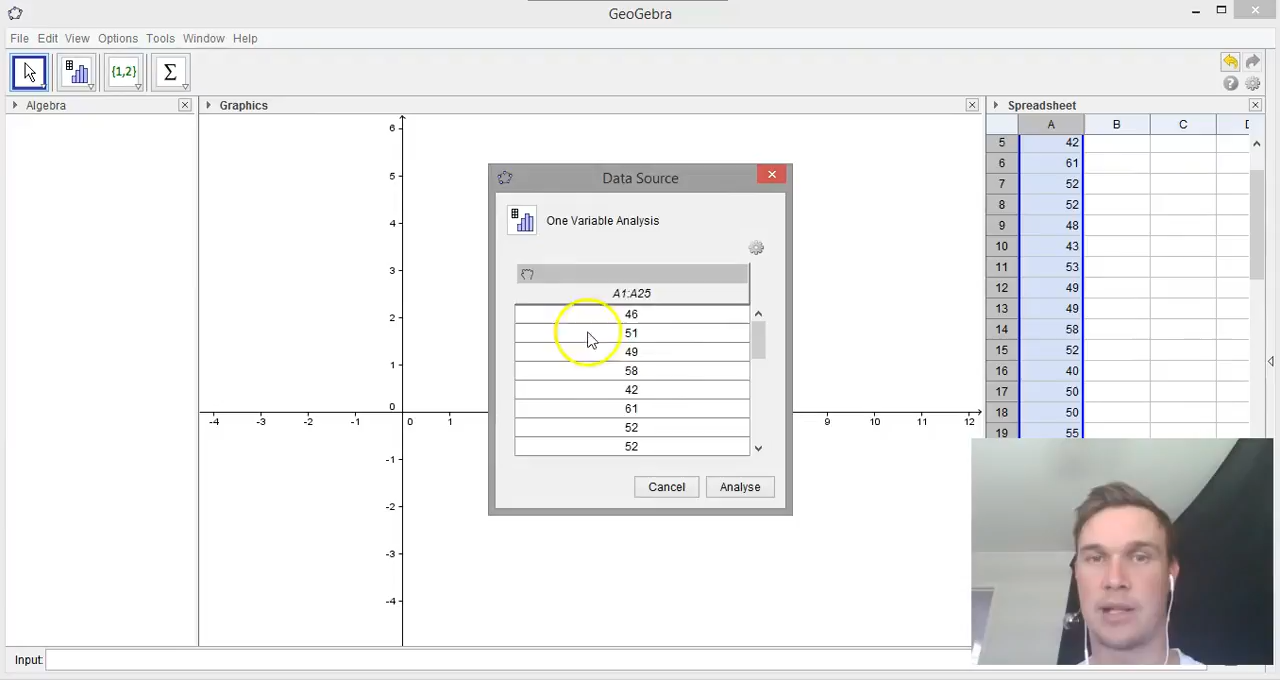 GeoGebra
File Edit View Options Tools Window Help
{1,2} Σ
Algebra
Graphics
Spreadsheet
A B C
5 42
6 61
7 52
8 52
9 48
10 43
11 53
12 49
13 49
14 58
15 52
16 40
17 50
18 50
19 55
6
5
4
3
2
1
0
-4 -3 -2 -1 0 1 9 10 11 12
-1
-2
-3
-4
Data Source
One Variable Analysis
A1:A25
46
51
49
58
42
61
52
52
Cancel Analyse
Input: